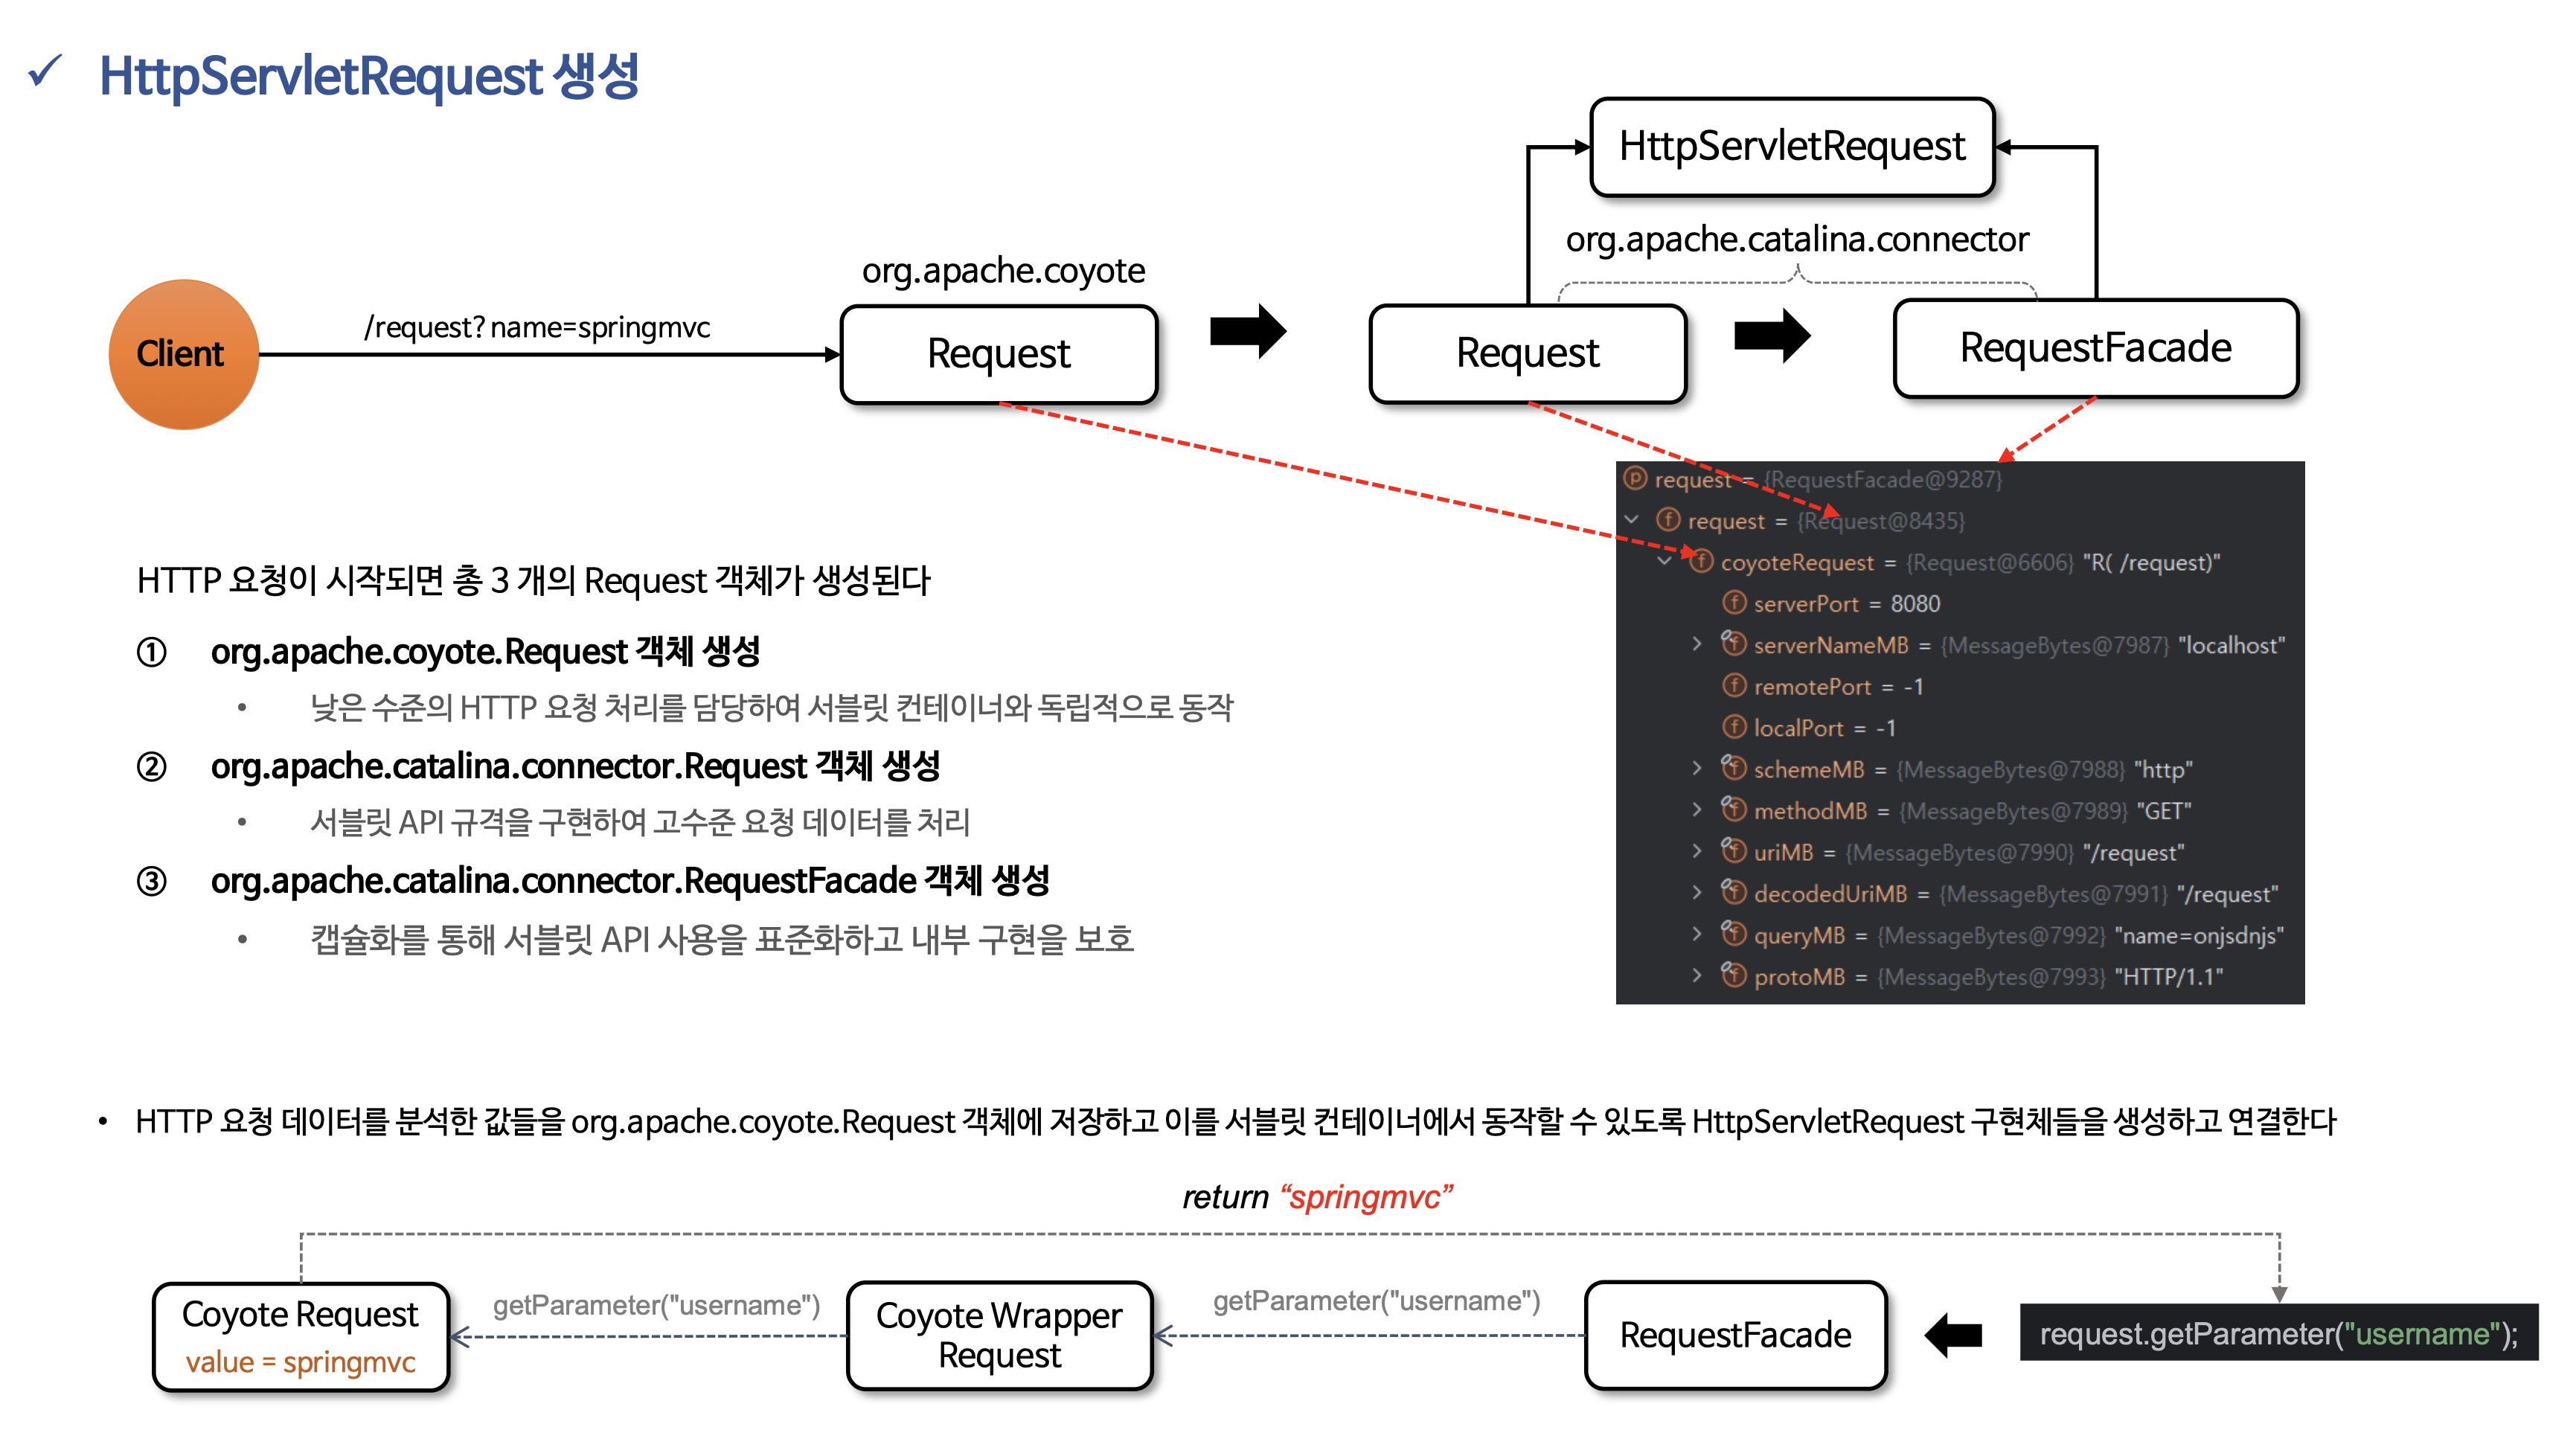 ✓ HttpServletRequest 생성
HttpServletRequest
org.apache.catalina.connector
org.apache.coyote
Client
/request? name=springmvc
Request
Request
RequestFacade
request = {RequestFacade@9287}
request = {Request@8435}
coyoteRequest = {Request@6606} "R( /request)"
serverPort = 8080
serverNameMB = {MessageBytes@7987} "localhost"
remotePort = -1
localPort = -1
schemeMB = {MessageBytes@7988} "http"
methodMB = {MessageBytes@7989} "GET"
uriMB = {MessageBytes@7990} "/request"
decodedUriMB = {MessageBytes@7991} "/request"
queryMB = {MessageBytes@7992} "name=onjsdnjs"
protoMB = {MessageBytes@7993} "HTTP/1.1"
HTTP 요청이 시작되면 총 3 개의 Request 객체가 생성된다
① org.apache.coyote.Request 객체 생성
• 낮은 수준의 HTTP 요청 처리를 담당하여 서블릿 컨테이너와 독립적으로 동작
② org.apache.catalina.connector.Request 객체 생성
• 서블릿 API 규격을 구현하여 고수준 요청 데이터를 처리
③ org.apache.catalina.connector.RequestFacade 객체 생성
• 캡슐화를 통해 서블릿 API 사용을 표준화하고 내부 구현을 보호
• HTTP 요청 데이터를 분석한 값들을 org.apache.coyote.Request 객체에 저장하고 이를 서블릿 컨테이너에서 동작할 수 있도록 HttpServletRequest 구현체들을 생성하고 연결한다
return “springmvc”
Coyote Request
value = springmvc
getParameter("username")
Coyote Wrapper
Request
getParameter("username")
RequestFacade
request.getParameter("username");